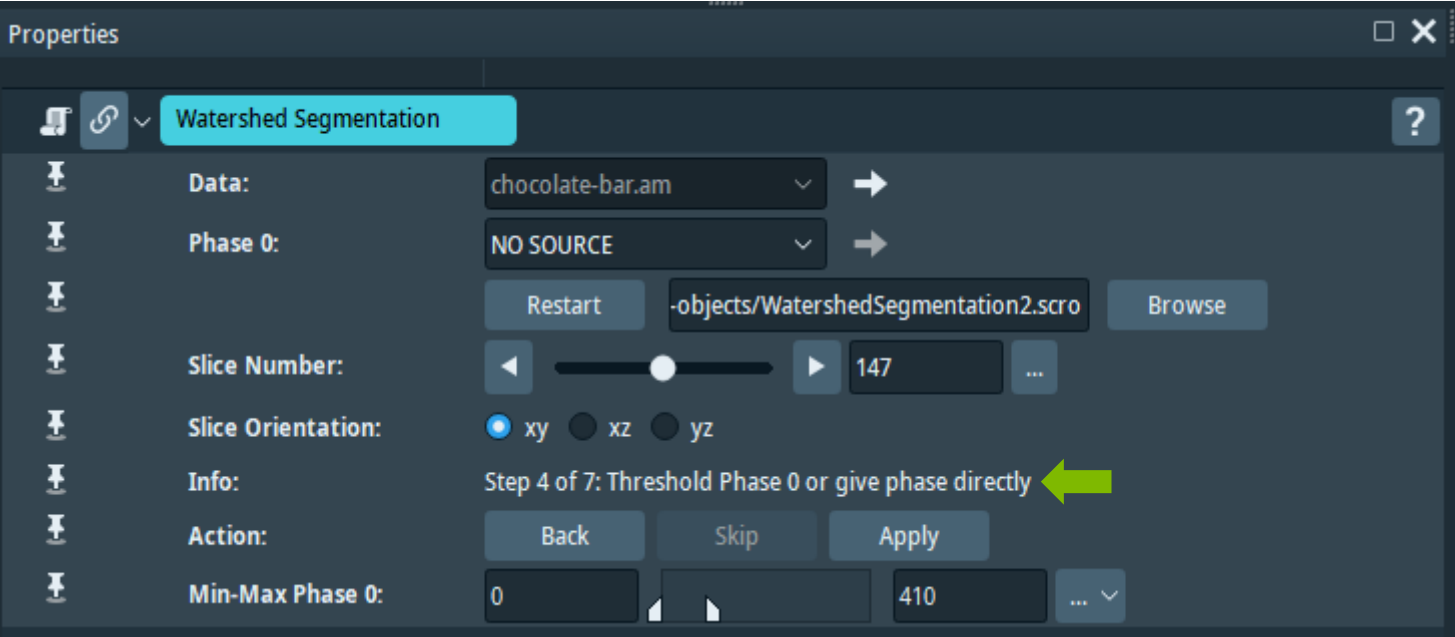 Properties
Watershed Segmentation ?
Data: chocolate-bar.am
Phase 0: NO SOURCE
Restart -objects/WatershedSegmentation2.scro Browse
Slice Number: 147 ...
Slice Orientation: xy xz yz
Info: Step 4 of 7: Threshold Phase 0 or give phase directly
Action: Back Skip Apply
Min-Max Phase 0: 0 410 ...